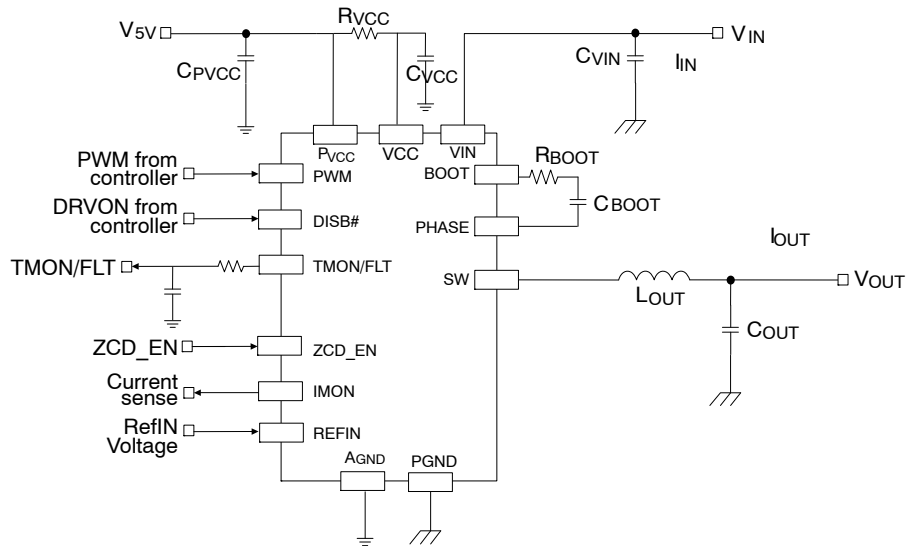 V5V
RVCC
CPVCC
CVCC
CVIN
IIN
VIN
PVCC
VCC
VIN
PWM from
controller
PWM
BOOT
RBOOT
CBOOT
DRVON from
controller
DISB#
PHASE
TMON/FLT
TMON/FLT
SW
LOUT
IOUT
VOUT
COUT
ZCD_EN
ZCD_EN
Current
sense
IMON
RefIN
Voltage
REFIN
AGND
PGND